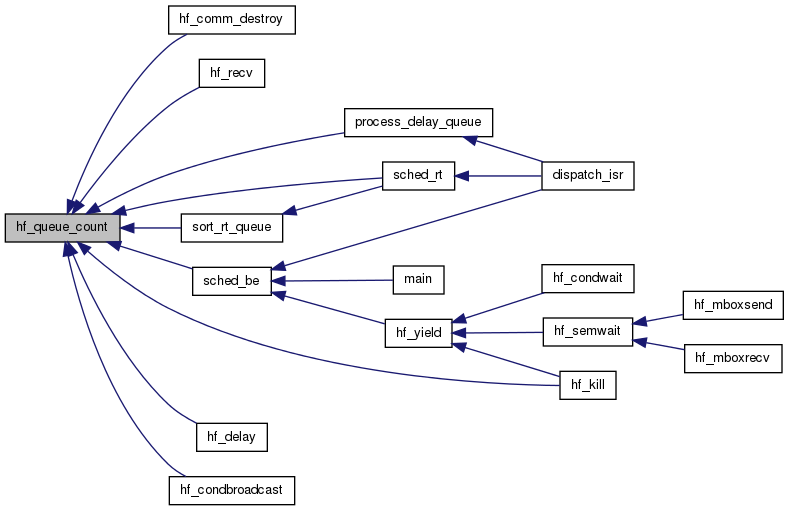 hf_comm_destroy
hf_recv
process_delay_queue
sched_rt
dispatch_isr
hf_queue_count
sort_rt_queue
sched_be
main
hf_condwait
hf_yield
hf_semwait
hf_mboxsend
hf_mboxrecv
hf_kill
hf_delay
hf_condbroadcast